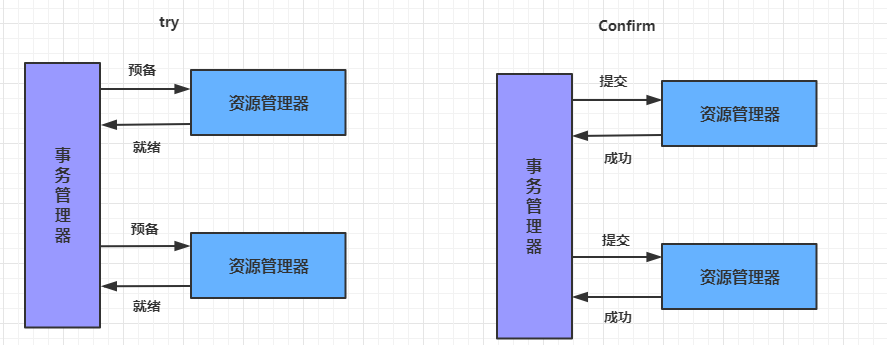 try
预备
资源管理器
就绪
事务管理器
预备
资源管理器
就绪
Confirm
提交
资源管理器
成功
事务管理器
提交
资源管理器
成功